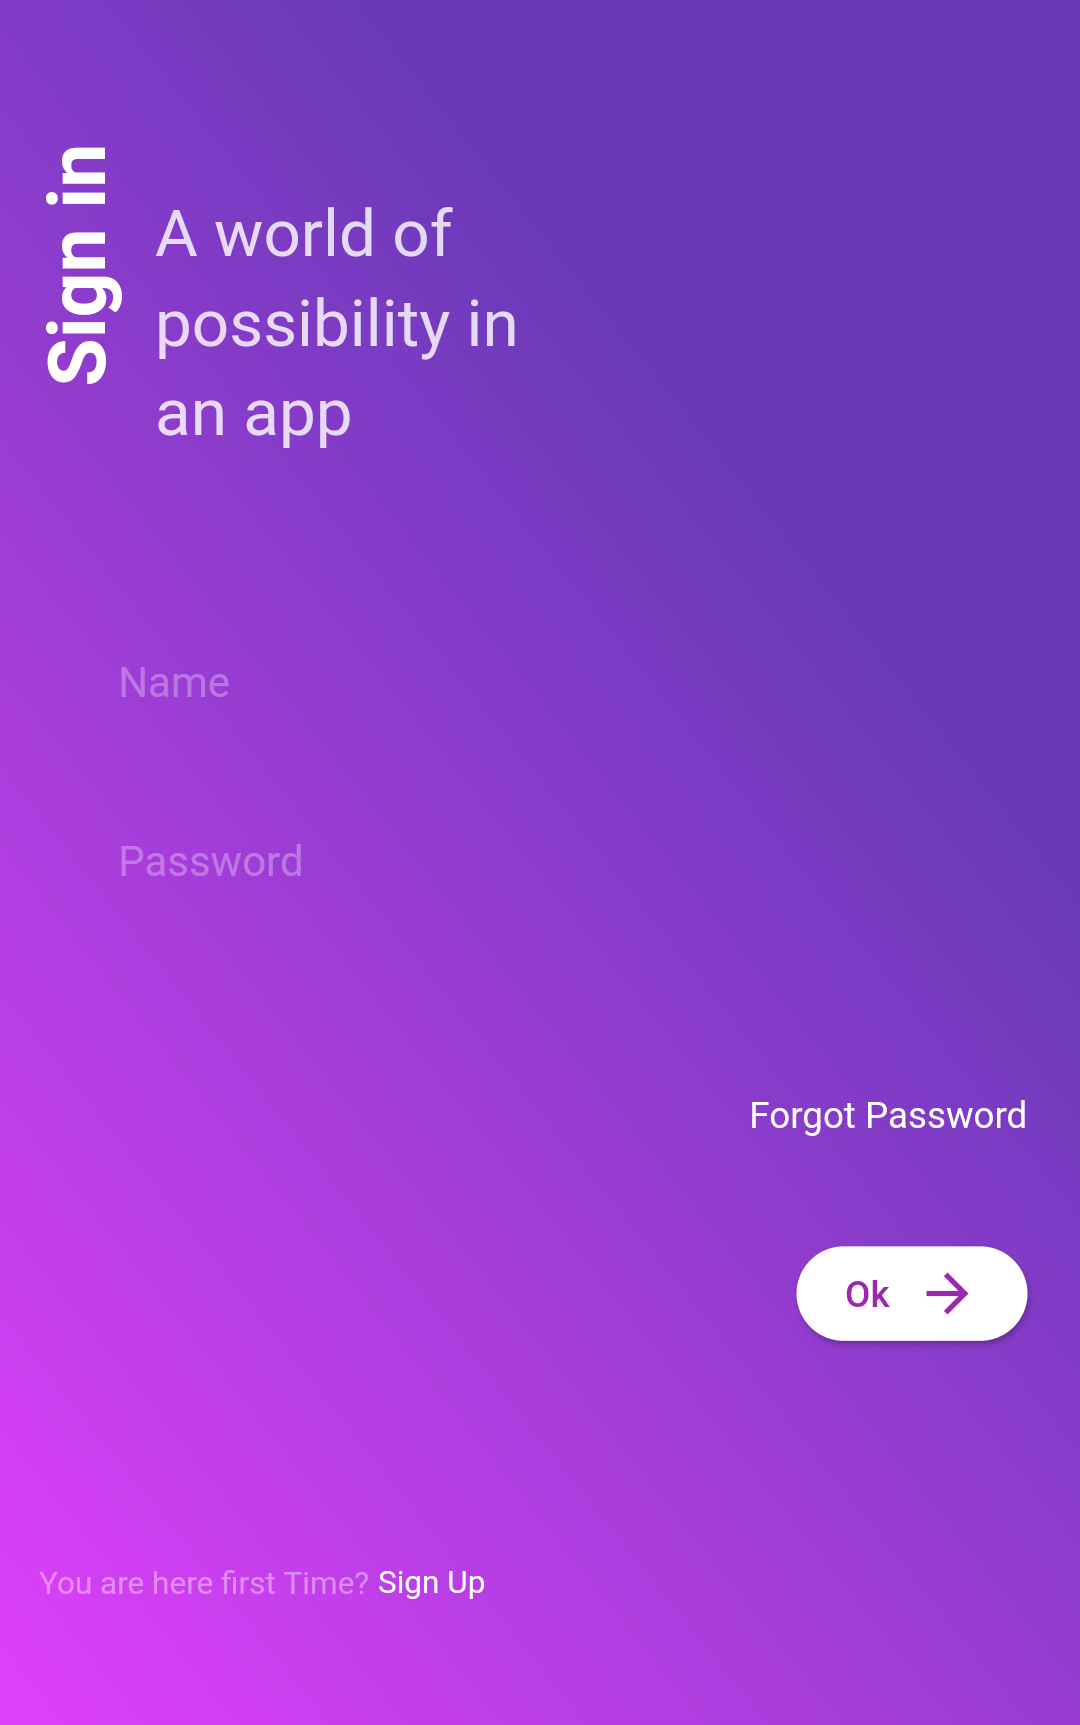 Sign in
A world of
possibility in
an app
Name
Password
Forgot Password
Ok
You are here first Time? Sign Up